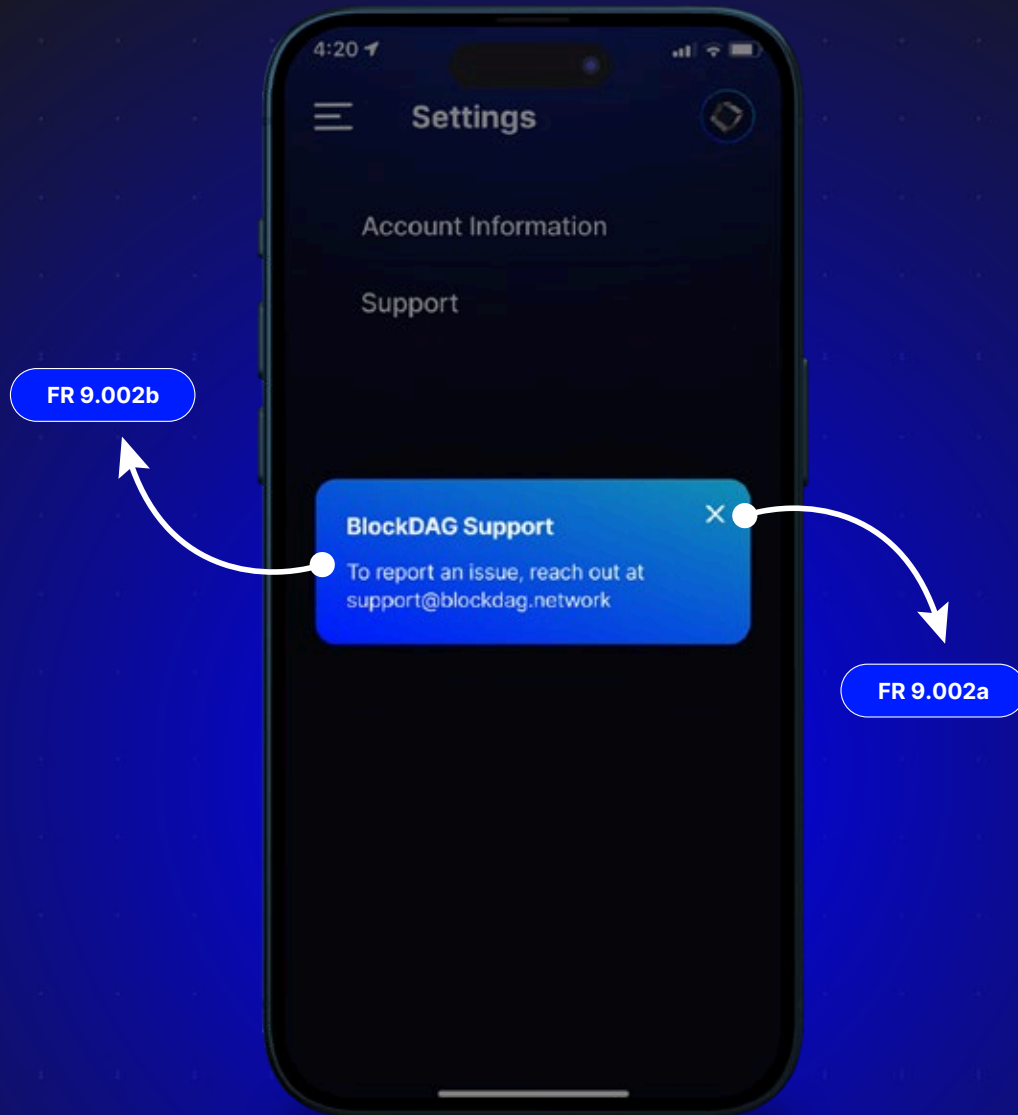 4:20
Settings
Account Information
Support
FR 9.002b
BlockDAG Support
To report an issue, reach out at
support@blockdag.network
FR 9.002a